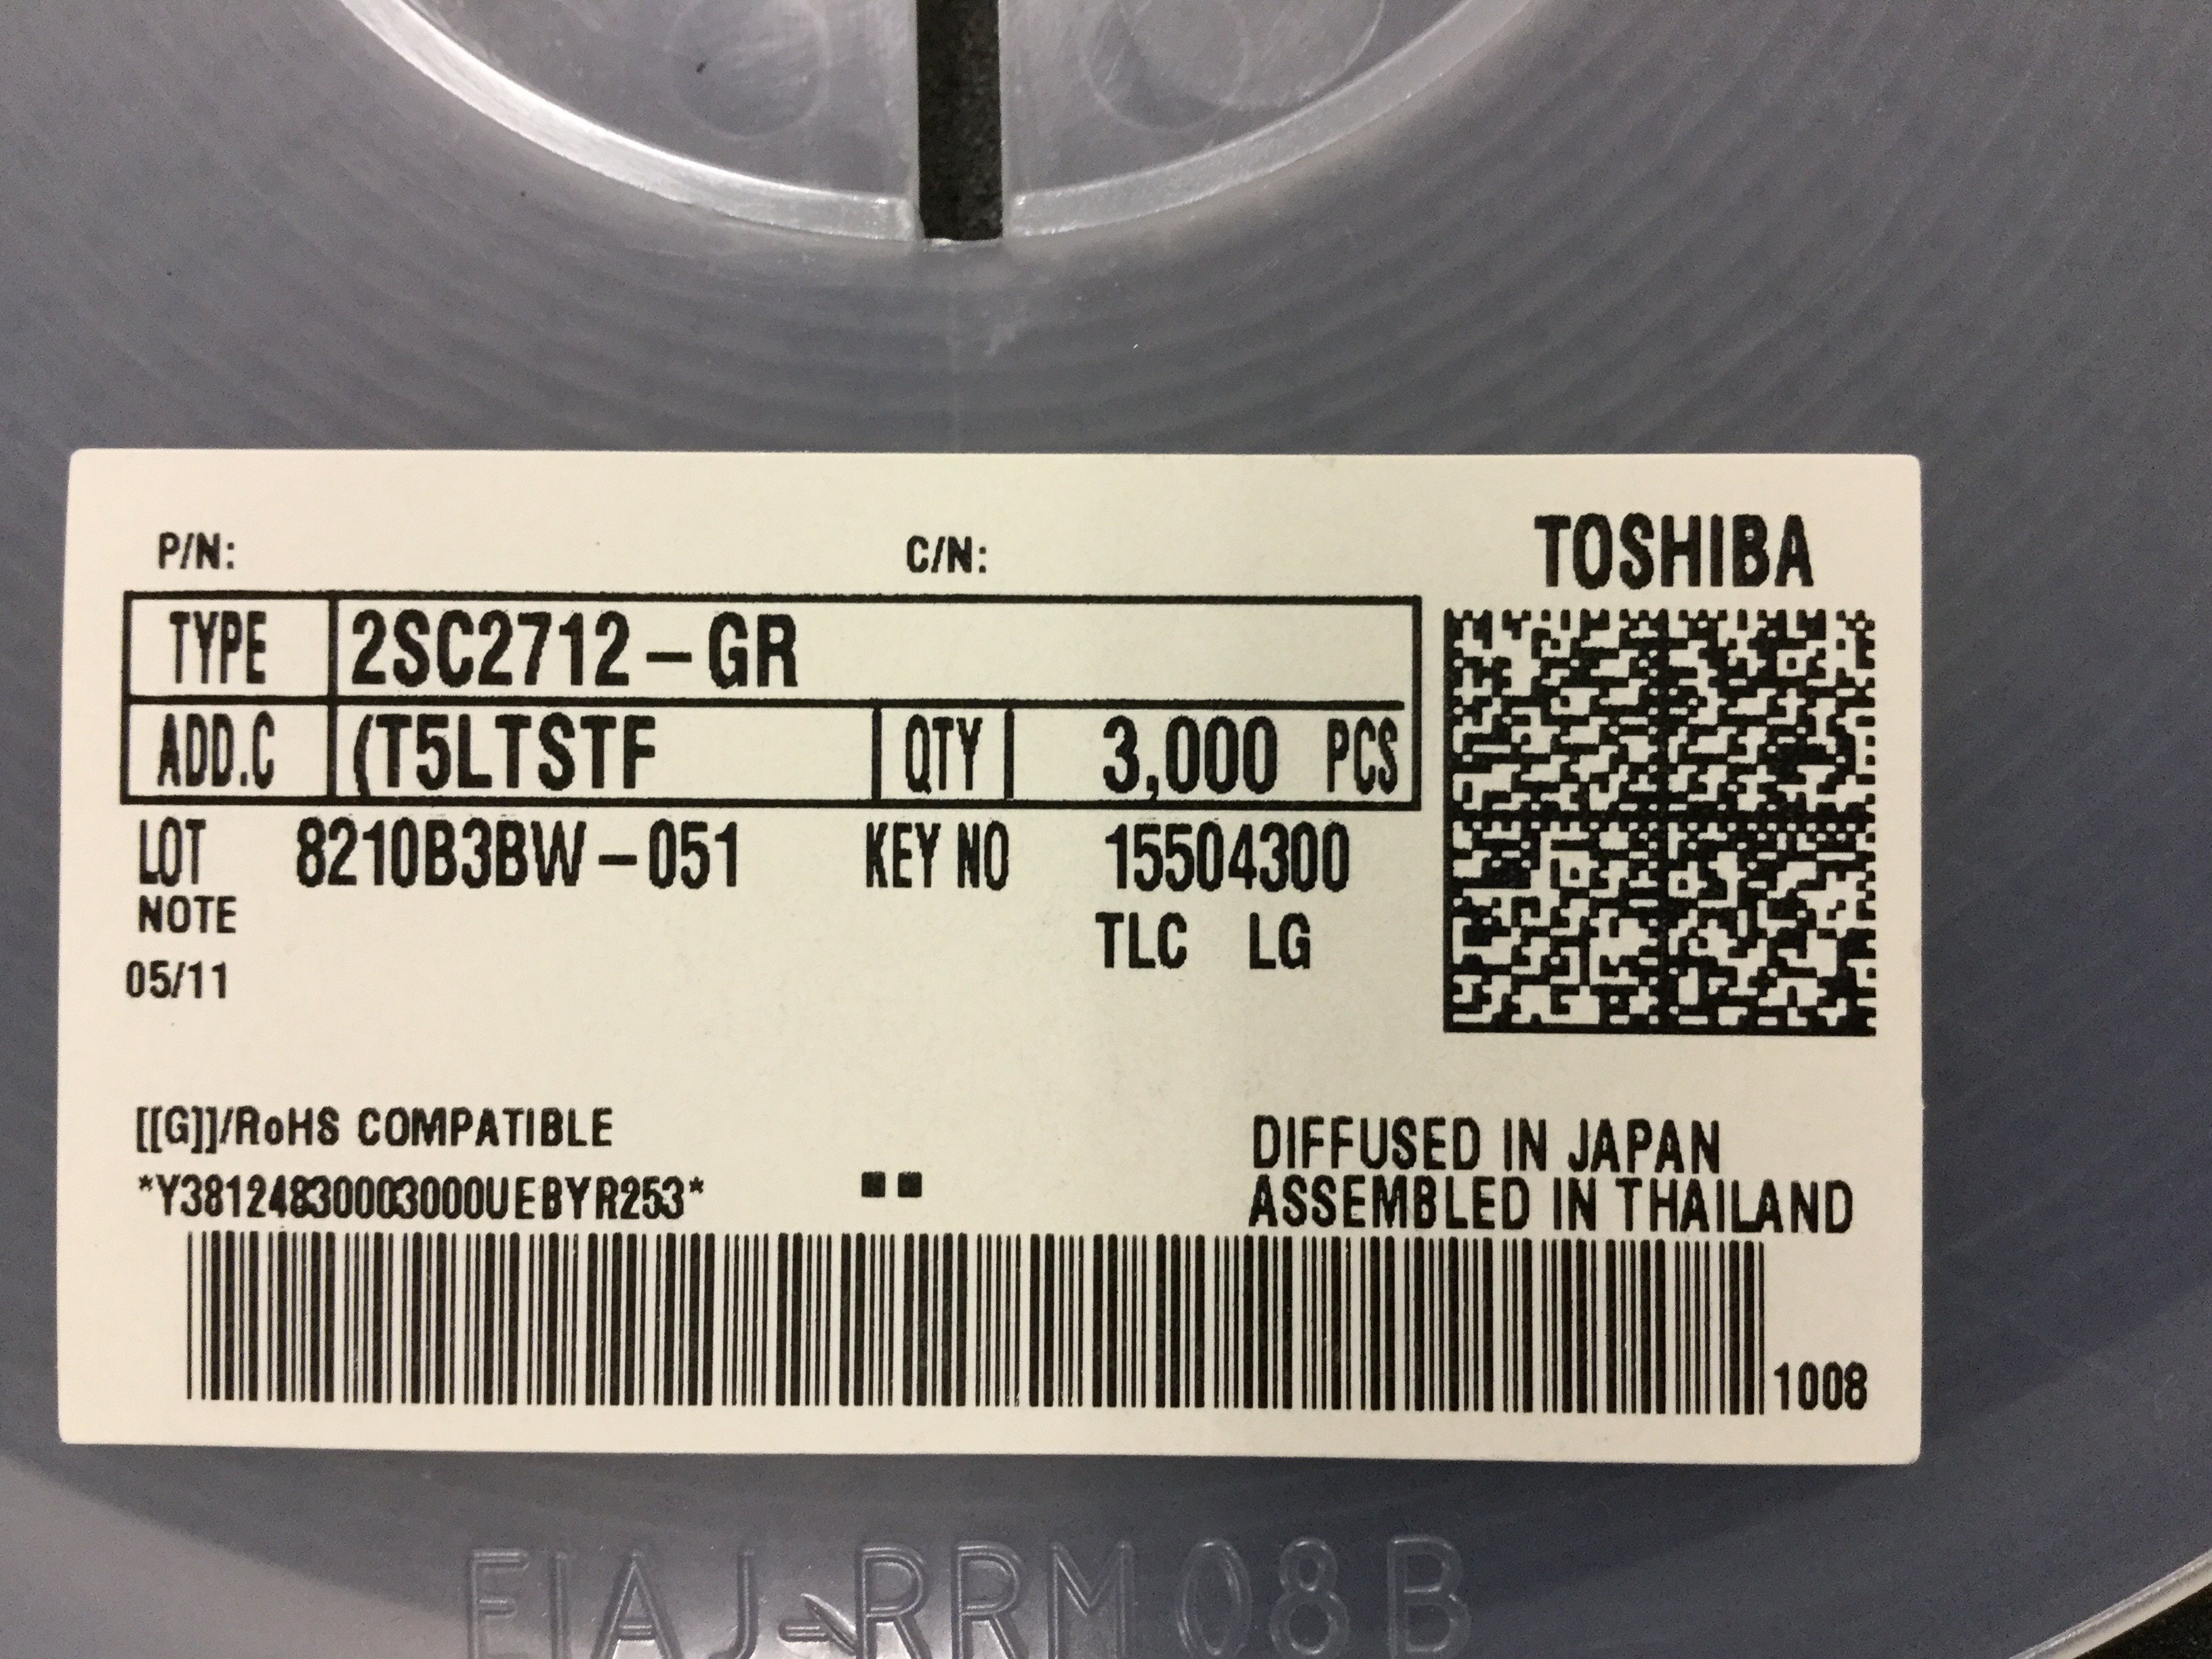 P/N: C/N: TOSHIBA
TYPE 2SC2712-GR
ADD.C (T5LTSTF QTY 3,000 PCS
LOT 8210B3BW-051 KEY NO 15504300
NOTE TLC LG
05/11
[[G]]/RoHS COMPATIBLE
*Y38124830003000UEBYR253*
DIFFUSED IN JAPAN
ASSEMBLED IN THAILAND
1008
EIAJ-RRM08B